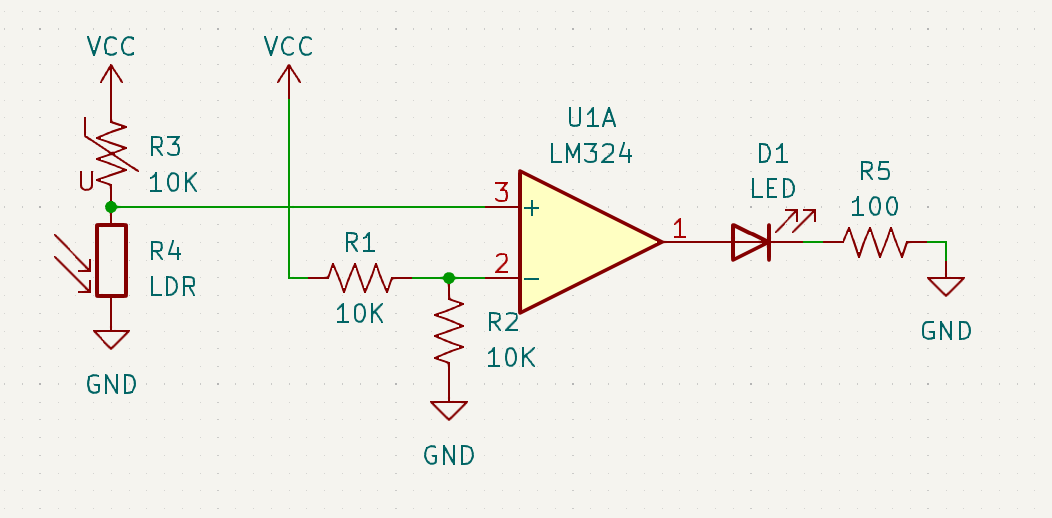 VCC
VCC
R3
10K
U
R4
LDR
GND
R1
10K
R2
10K
GND
U1A
LM324
3
+
2
−
1
D1
LED
R5
100
GND